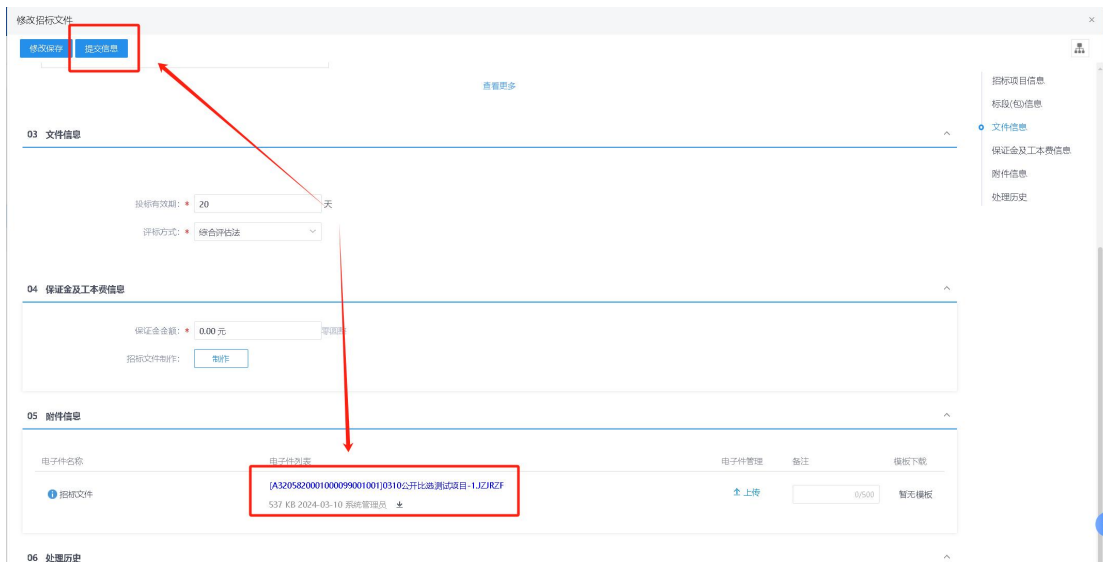 修改招标文件
修改保存 提交信息
查看更多
招标项目信息
标段(包)信息
文件信息
保证金及工本费信息
附件信息
处理历史
03 文件信息
投标有效期: * 20 天
评标方式: * 综合评估法
04 保证金及工本费信息
保证金金额: * 0.00 元 零圆整
招标文件制作: 制作
05 附件信息
电子件名称 电子件列表 电子件管理 备注 模板下载
招标文件 [A3205820001000099001001]0310公开比选测试项目-1.JZJRZF 上传 0/500 暂无模板
537 KB 2024-03-10 系统管理员
06 处理历史